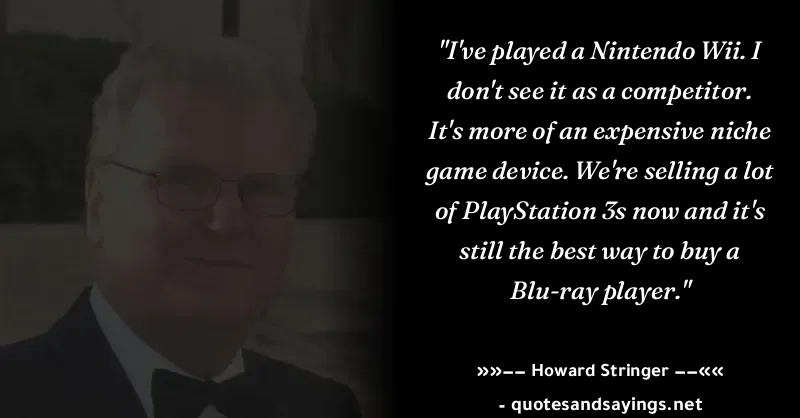 "I've played a Nintendo Wii. I
don't see it as a competitor.
It's more of an expensive niche
game device. We're selling a lot
of PlayStation 3s now and it's
still the best way to buy a
Blu-ray player."
»»–– Howard Stringer ––««
- quotesandsayings.net